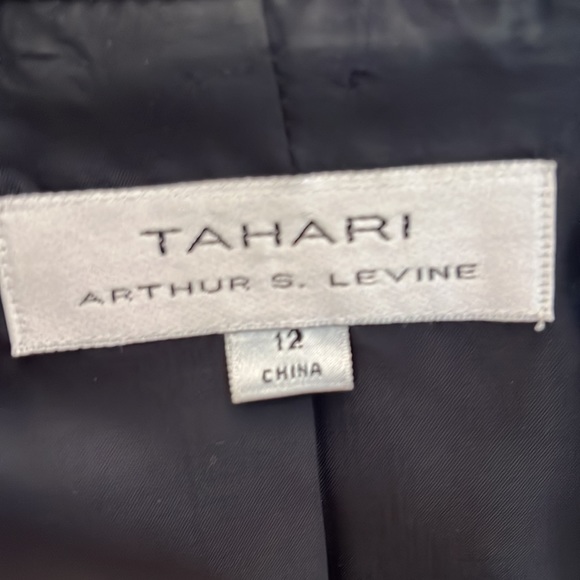 TAHARI
ARTHUR S. LEVINE
12
CHINA